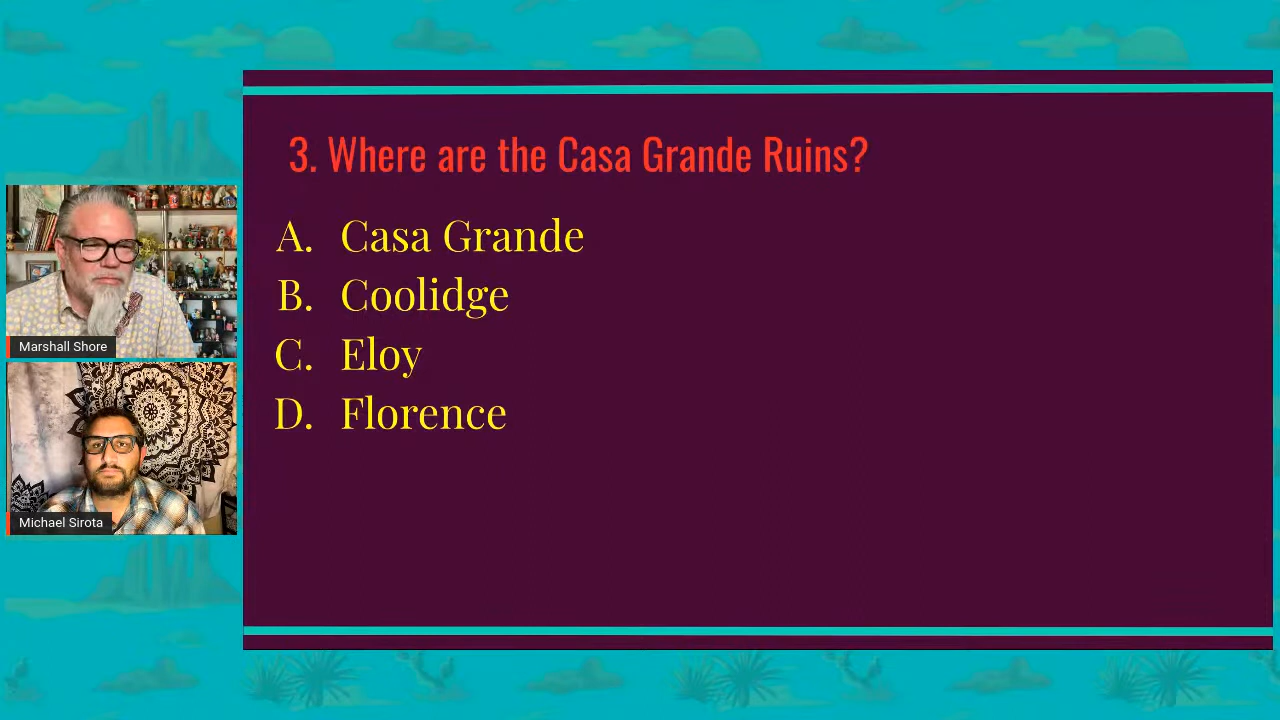 3. Where are the Casa Grande Ruins?
A. Casa Grande
B. Coolidge
C. Eloy
D. Florence
Marshall Shore
Michael Sirota